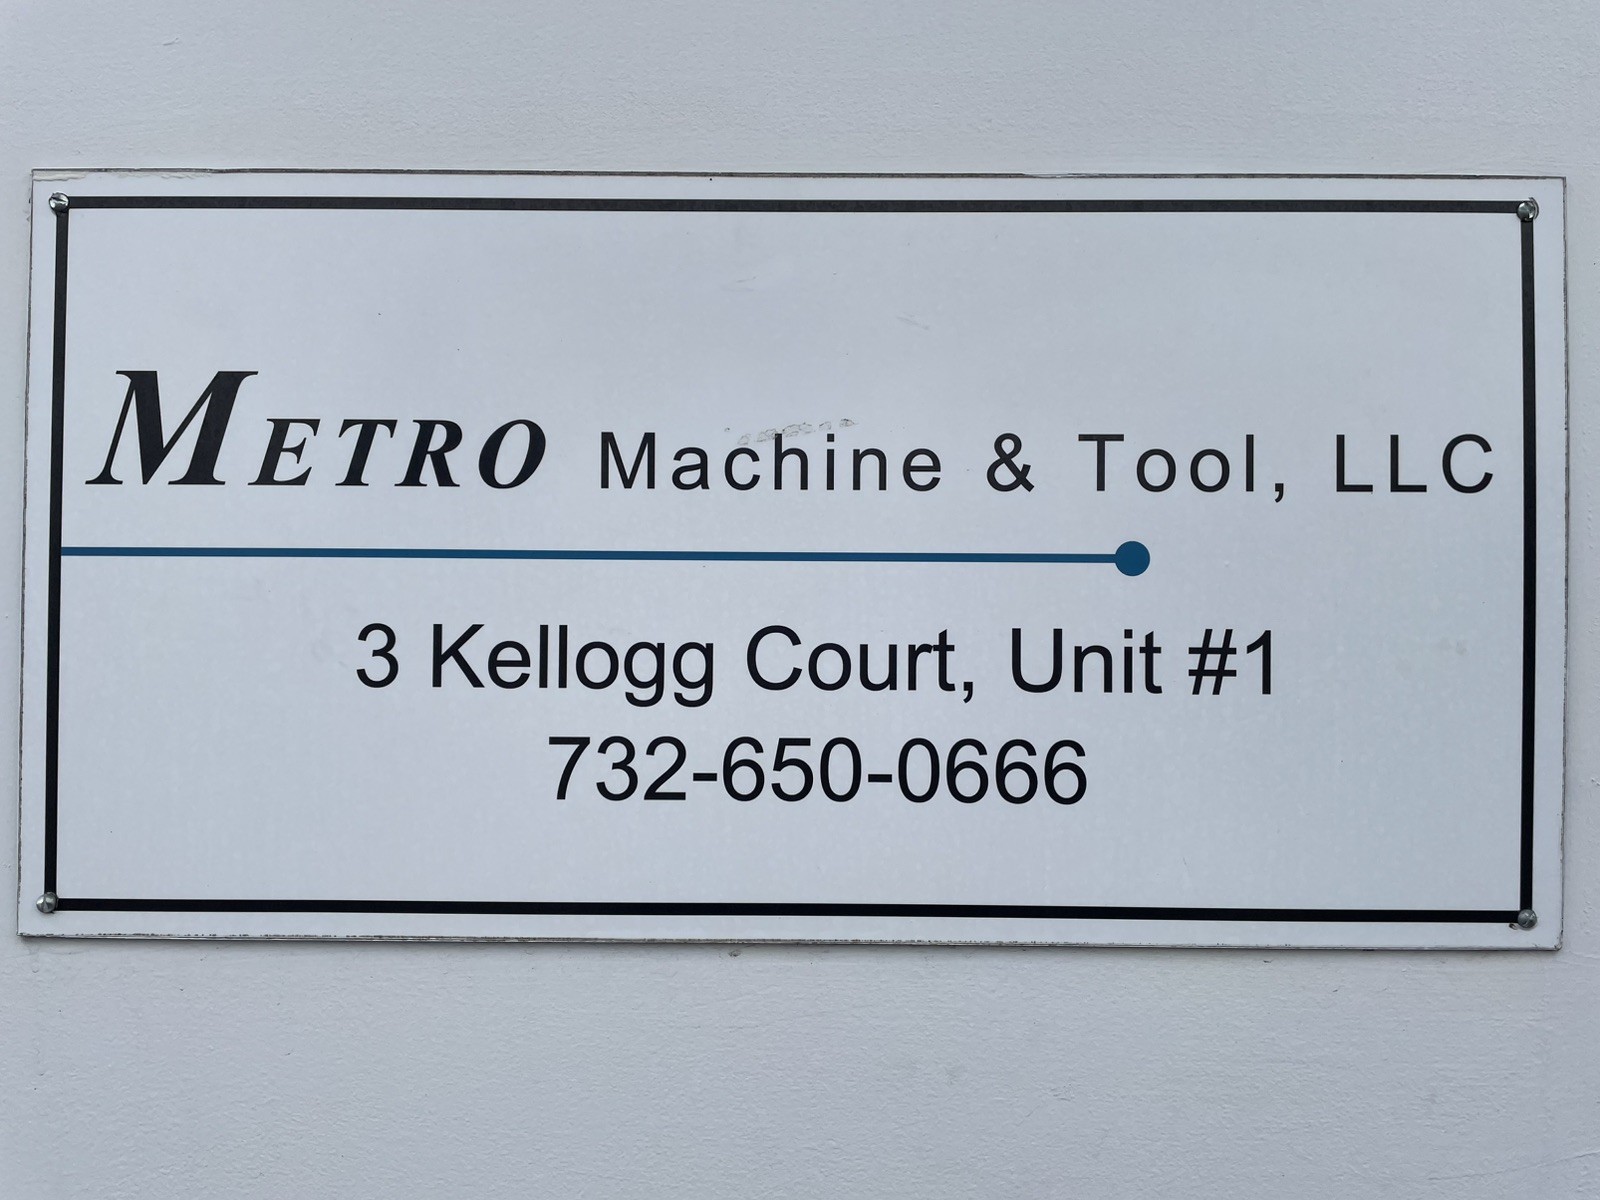 METRO Machine & Tool, LLC
3 Kellogg Court, Unit #1
732-650-0666